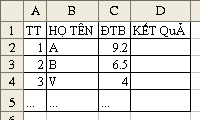 A B C D
1 TT HỌ TÊN ĐTB KẾT QuẢ
2 1 A 9.2
3 2 B 6.5
4 3 V 4
5 ... ... ...
6